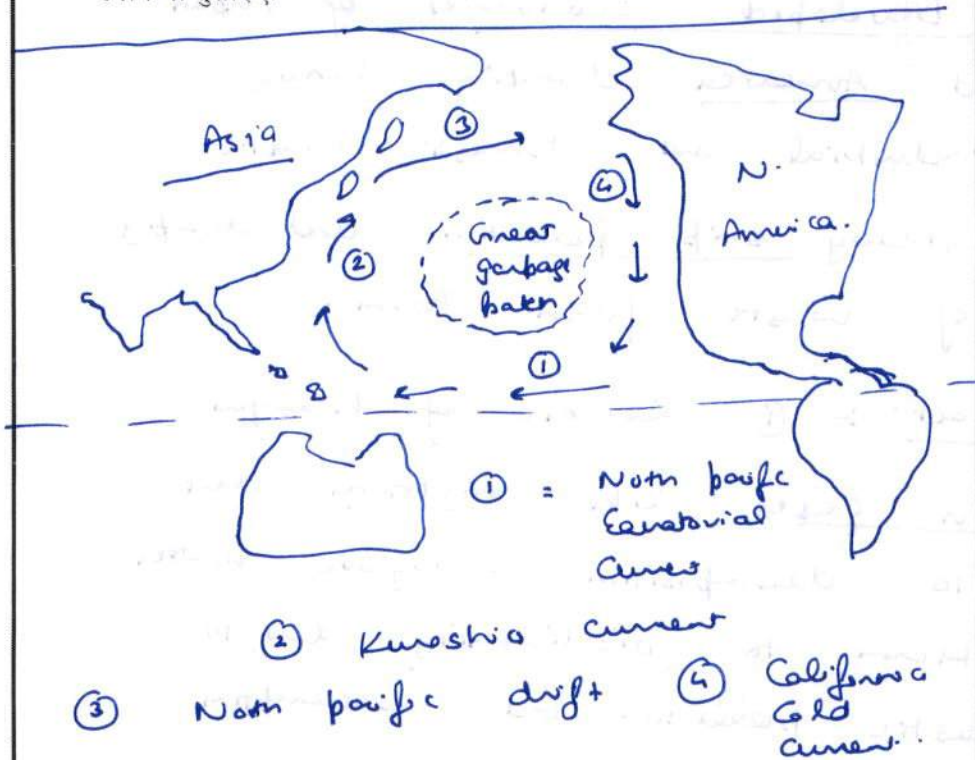 Asia
③
④
N.
America.
Great
garbage
patch
②
①
① = North pacific
Equatorial
Current
② Kuroshio current
③ North pacific drift
④ California
Cold
Current.